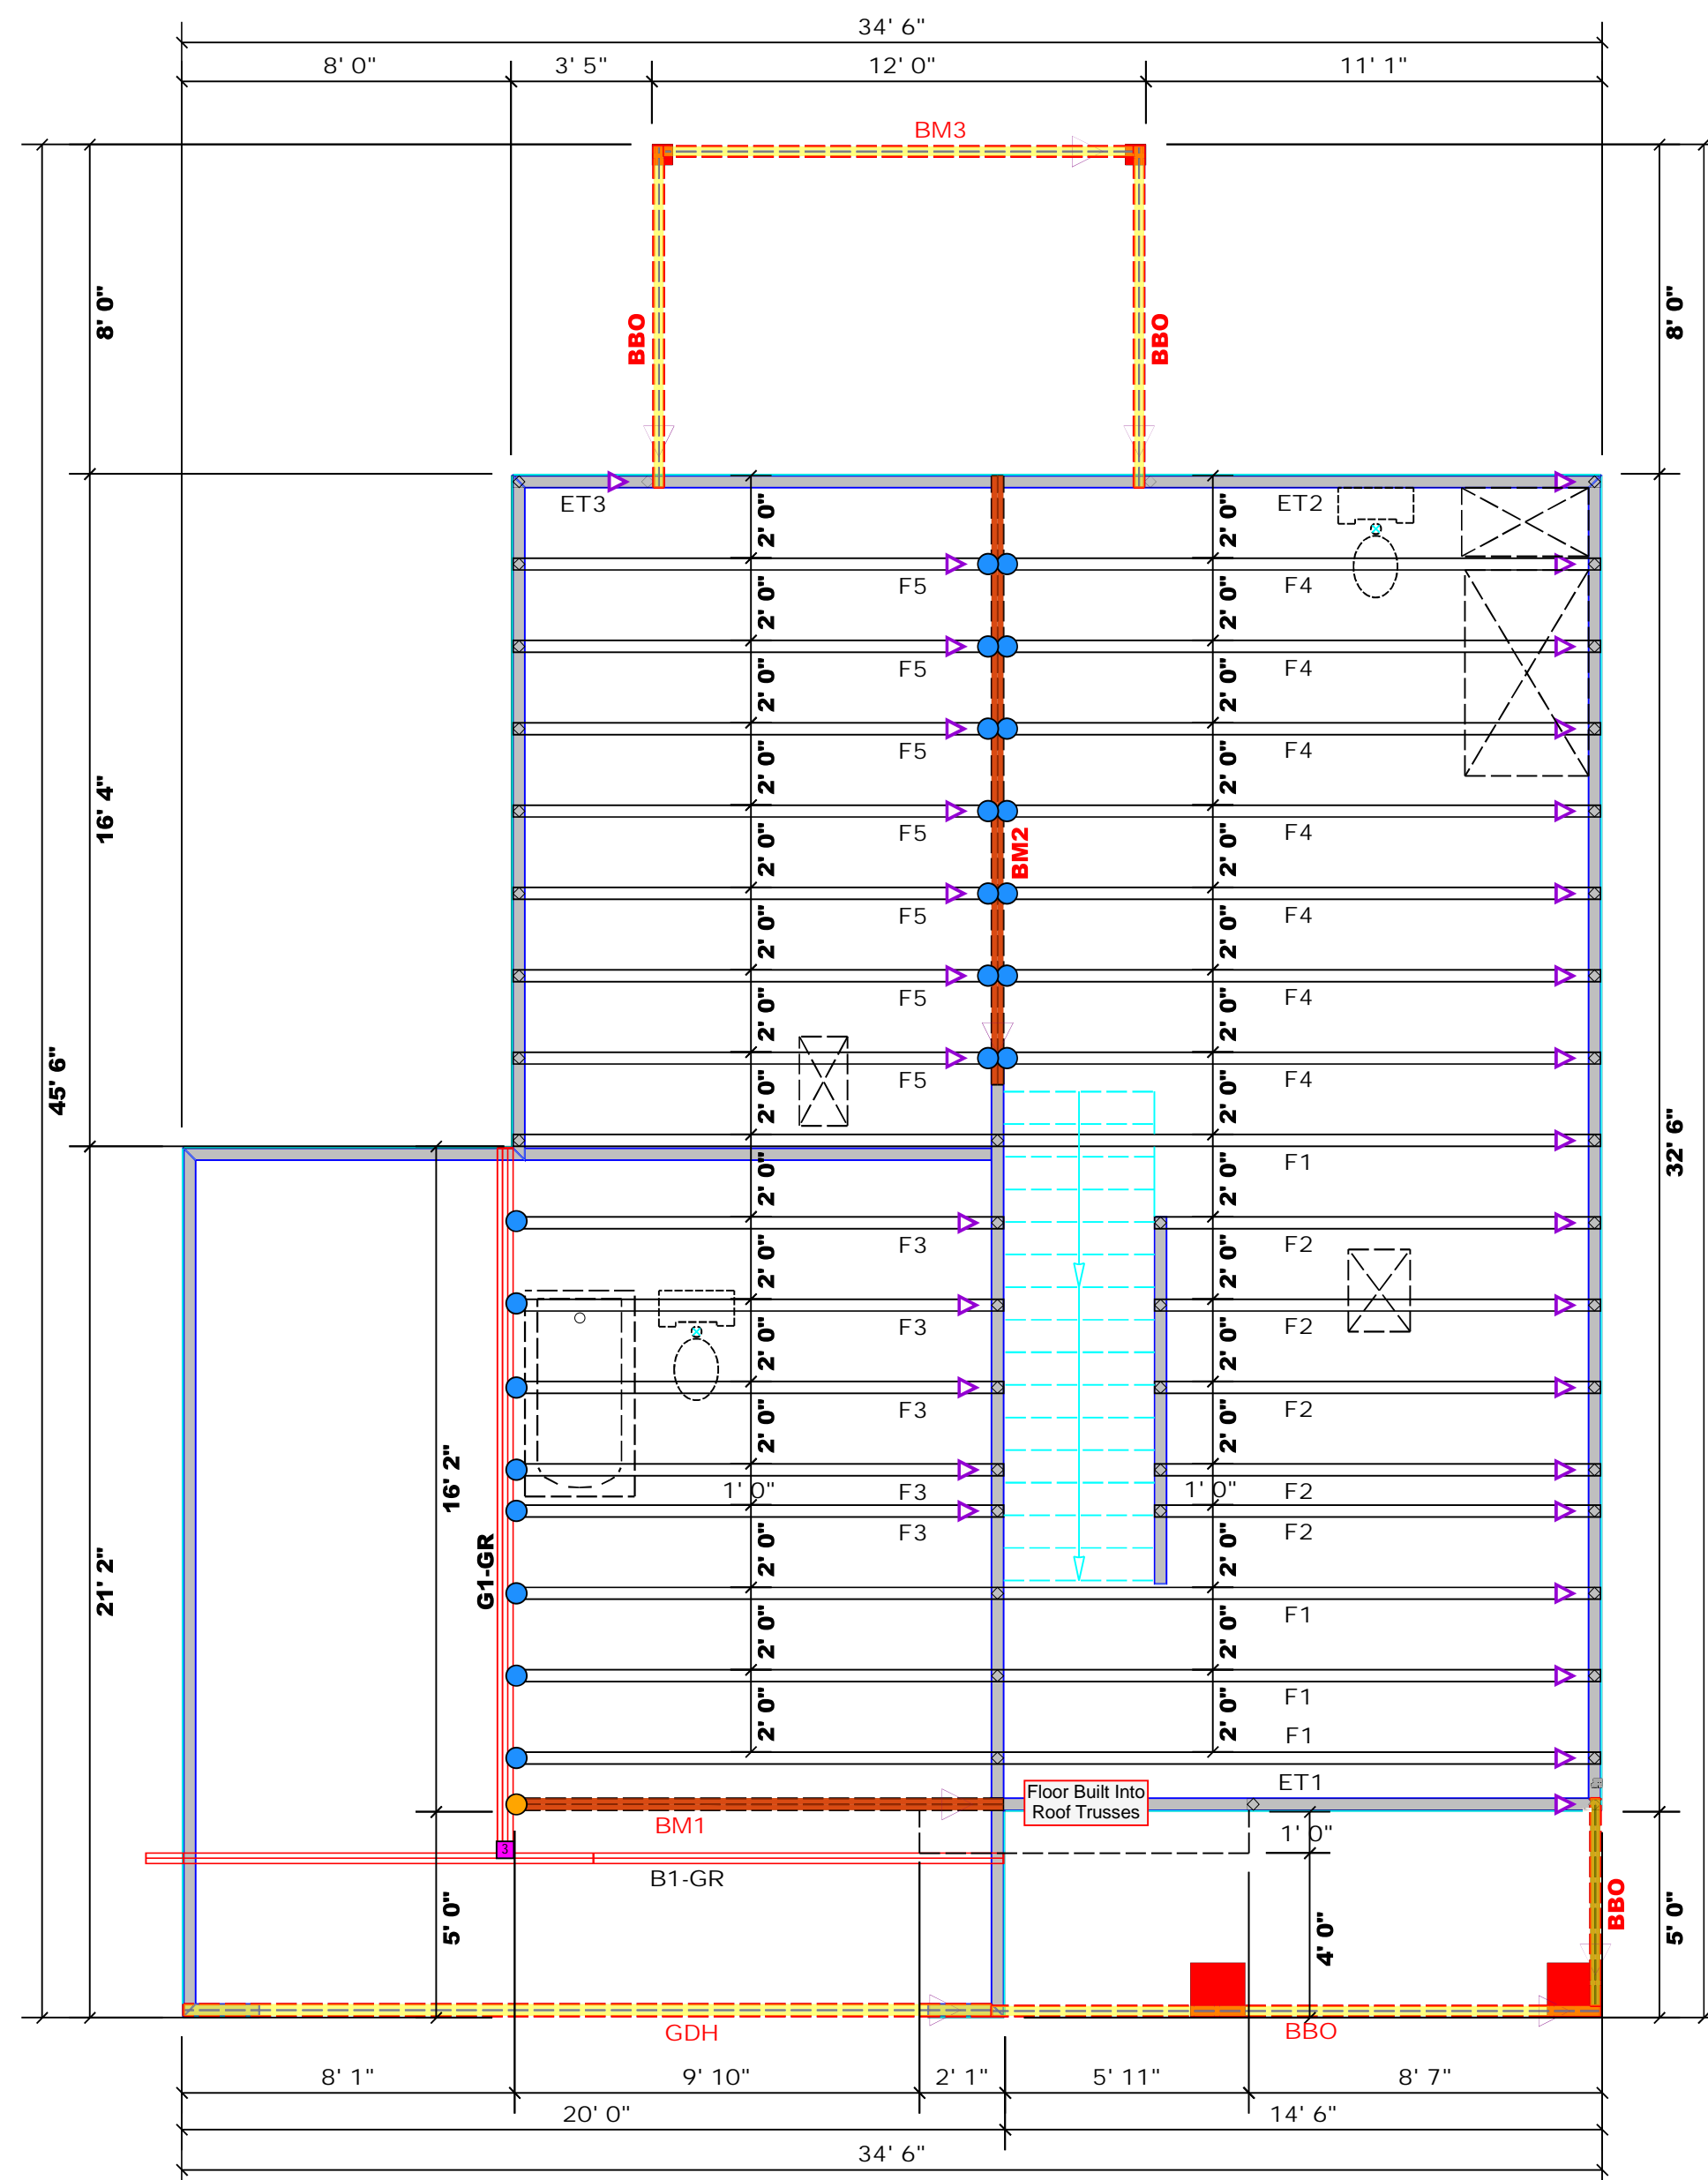 34' 6"
8' 0"
3' 5"
12' 0"
11' 1"
BM3
8' 0"
BBO
BBO
8' 0"
ET3
2' 0"
ET2
2' 0"
F5
2' 0"
F4
2' 0"
F5
2' 0"
F4
2' 0"
F5
2' 0"
F4
2' 0"
16' 4"
F5
2' 0"
BM2
F4
2' 0"
F5
2' 0"
F4
2' 0"
F5
2' 0"
F4
2' 0"
45' 6"
F5
2' 0"
F4
2' 0"
32' 6"
2' 0"
F1
2' 0"
F3
2' 0"
F2
2' 0"
F3
2' 0"
F2
2' 0"
F3
2' 0"
F2
2' 0"
16' 2"
1' 0"
F3
1' 0"
F2
F3
F2
21' 2"
G1-GR
2' 0"
2' 0"
2' 0"
F1
2' 0"
2' 0"
F1
2' 0"
F1
ET1
Floor Built Into
Roof Trusses
BM1
1' 0"
3
B1-GR
5' 0"
4' 0"
BBO
5' 0"
GDH
BBO
8' 1"
9' 10"
2' 1"
5' 11"
8' 7"
20' 0"
14' 6"
34' 6"